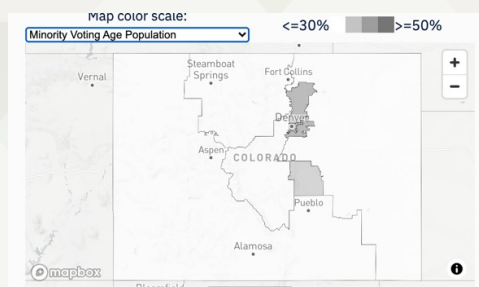 Map color scale:
Minority Voting Age Population
<=30%
>=50%
+
−
Steamboat
Springs
Fort Collins
Vernal
Denver
Aspen
COLORADO
Pueblo
Alamosa
mapbox
i